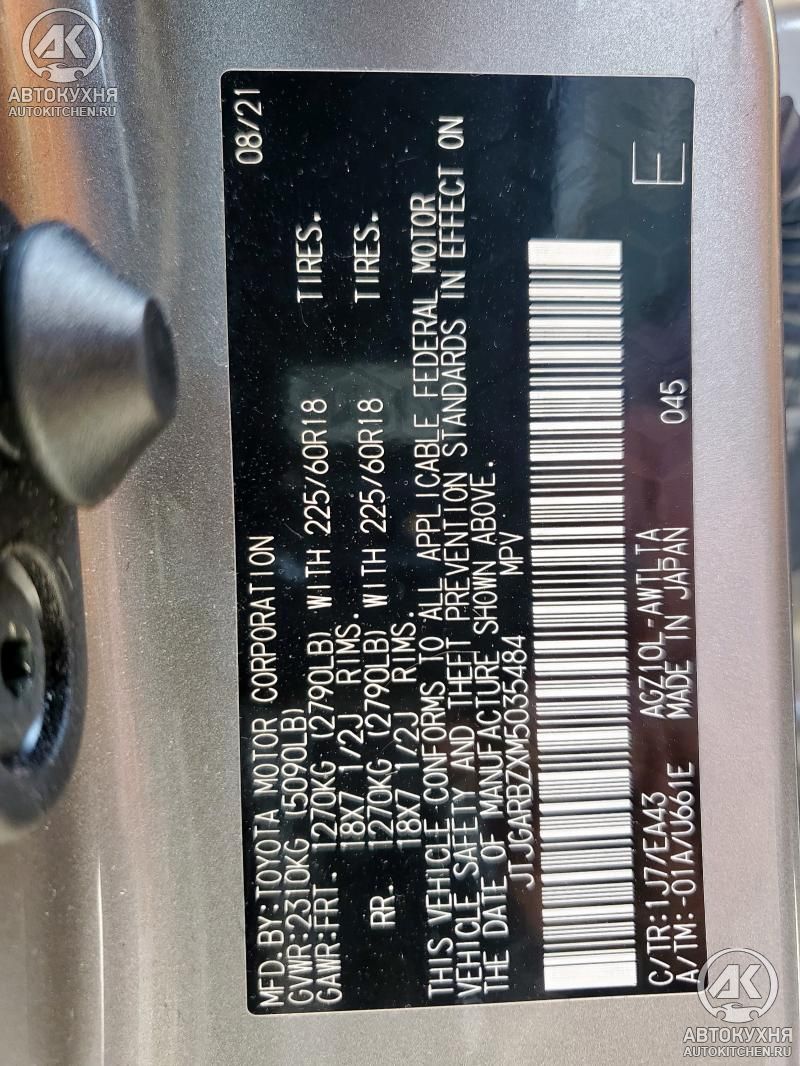 АК
АВТОКУХНЯ
AUTOKITCHEN.RU
MFD.BY:TOYOTA MOTOR CORPORATION 08/21
GVWR:2310KG (5090LB)
GAWR:FRT. 1270KG (2790LB) WITH 225/60R18 TIRES.
18X7 1/2J RIMS.
RR. 1270KG (2790LB) WITH 225/60R18 TIRES.
18X7 1/2J RIMS.
THIS VEHICLE CONFORMS TO ALL APPLICABLE FEDERAL MOTOR
VEHICLE SAFETY AND THEFT PREVENTION STANDARDS IN EFFECT ON
THE DATE OF MANUFACTURE SHOWN ABOVE.
JTJGARBZXM5035484 MPV
C/TR:1J7/EA43 AGZ10L-AWTLTA 045 E
A/TM:-01A/U661E MADE IN JAPAN
АК
АВТОКУХНЯ
AUTOKITCHEN.RU